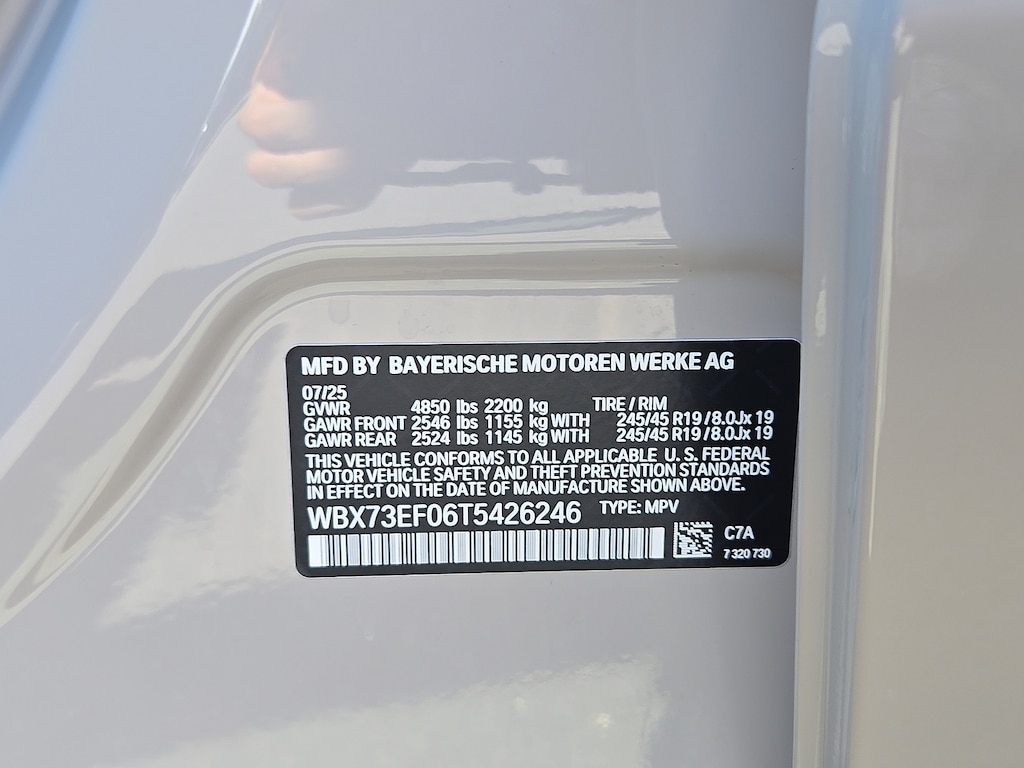 MFD BY BAYERISCHE MOTOREN WERKE AG
07/25
GVWR 4850 lbs 2200 kg TIRE / RIM
GAWR FRONT 2546 lbs 1155 kg WITH 245/45 R19/8.0Jx 19
GAWR REAR 2524 lbs 1145 kg WITH 245/45 R19/8.0Jx 19
THIS VEHICLE CONFORMS TO ALL APPLICABLE U.S. FEDERAL
MOTOR VEHICLE SAFETY AND THEFT PREVENTION STANDARDS
IN EFFECT ON THE DATE OF MANUFACTURE SHOWN ABOVE.
WBX73EF06T5426246 TYPE: MPV
C7A
7 320 730